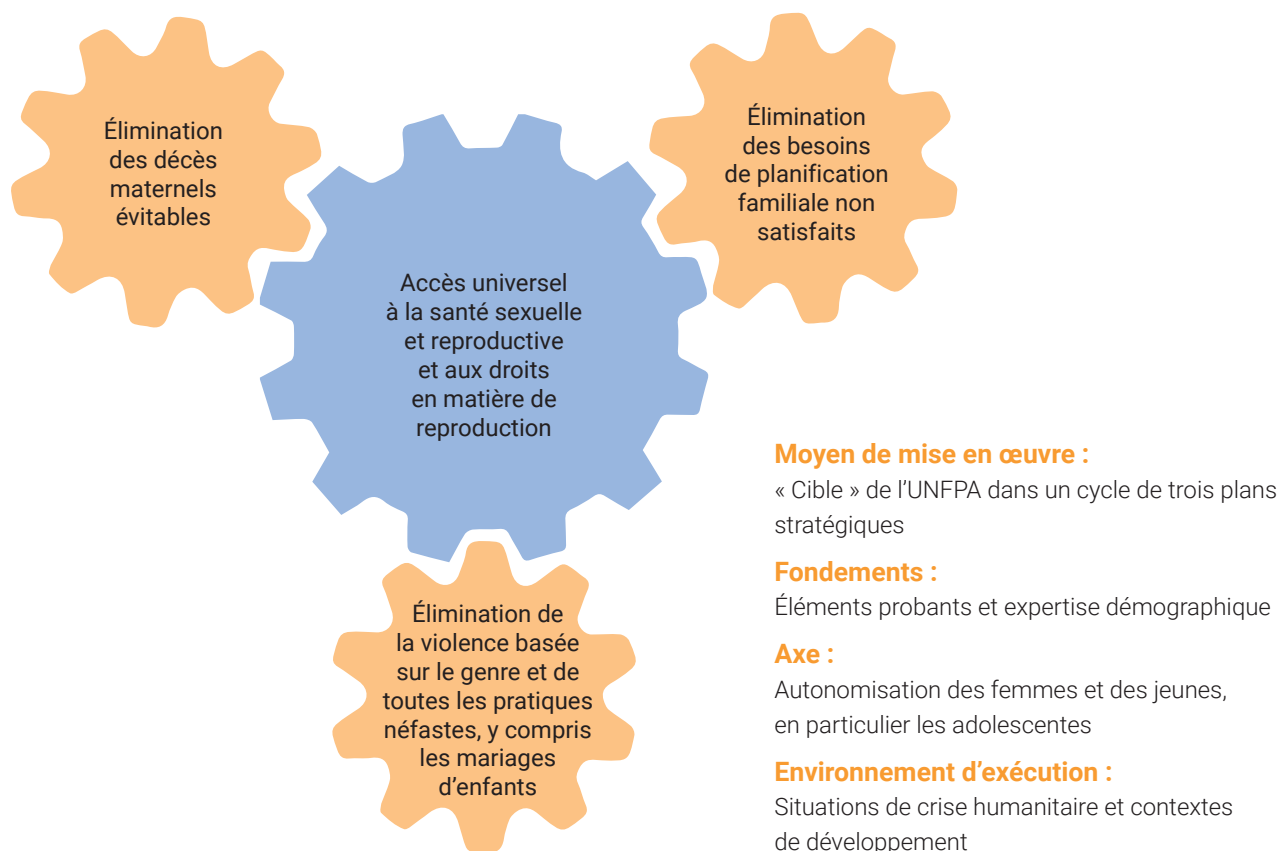 Élimination
des décès
maternels
évitables
Élimination
des besoins
de planification
familiale non
satisfaits
Accès universel
à la santé sexuelle
et reproductive
et aux droits
en matière de
reproduction
Élimination de
la violence basée
sur le genre et de
toutes les pratiques
néfastes, y compris
les mariages
d’enfants
Moyen de mise en œuvre :
« Cible » de l’UNFPA dans un cycle de trois plans
stratégiques
Fondements :
Éléments probants et expertise démographique
Axe :
Autonomisation des femmes et des jeunes,
en particulier les adolescentes
Environnement d’exécution :
Situations de crise humanitaire et contextes
de développement